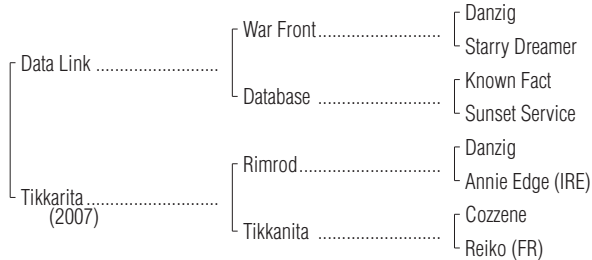 Danzig
War Front
Starry Dreamer
Data Link
Known Fact
Database
Sunset Service
Danzig
Rimrod
Annie Edge (IRE)
Tikkarita
(2007)
Cozzene
Tikkanita
Reiko (FR)